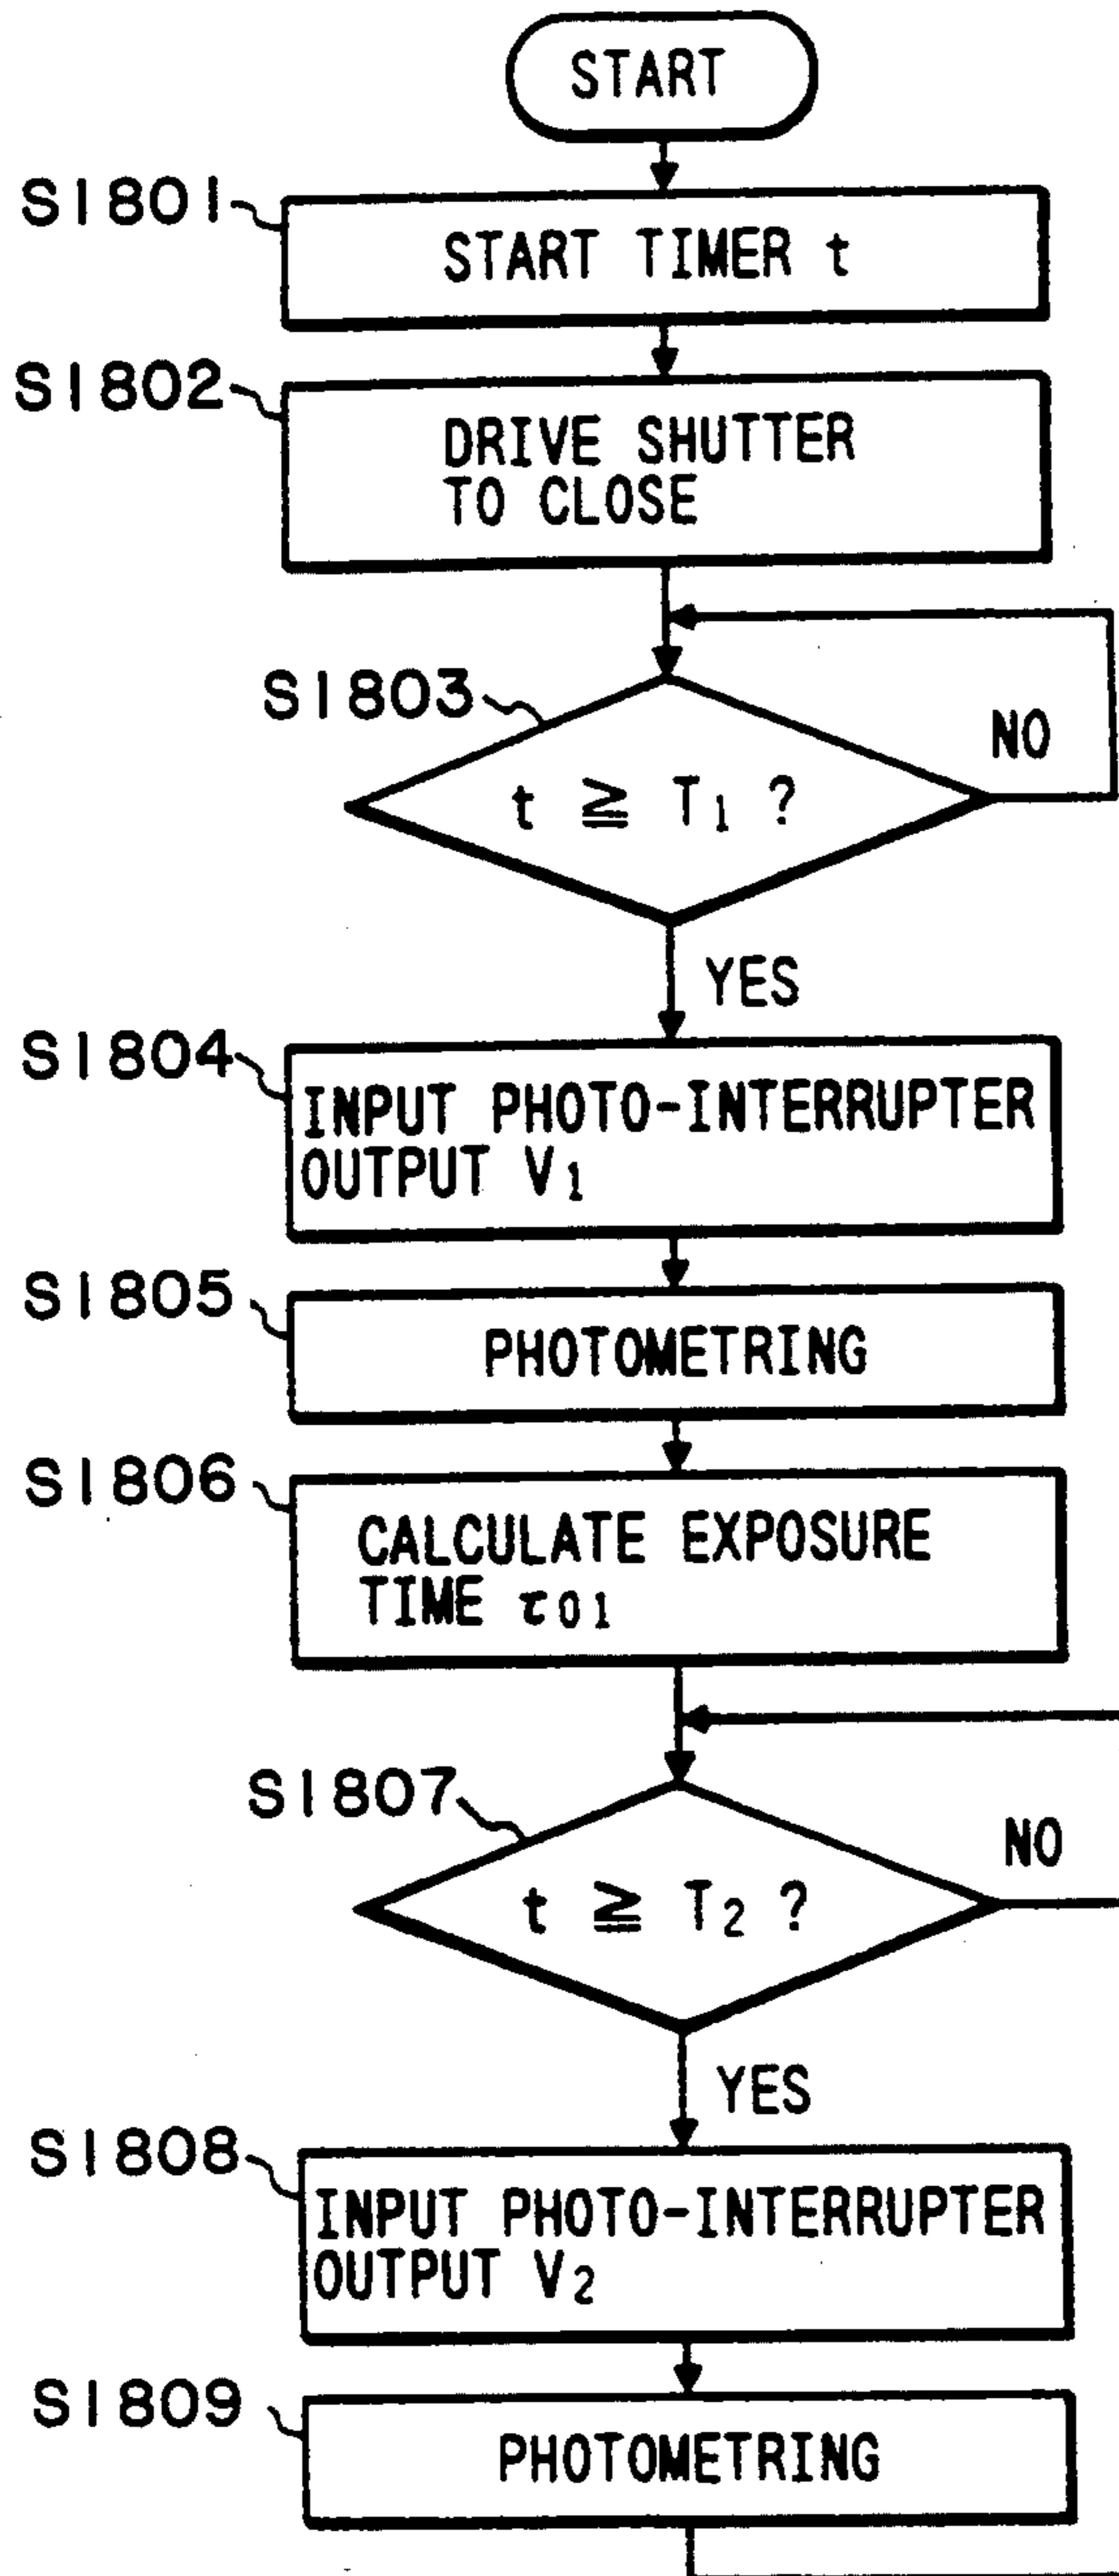 START
S1801
START TIMER t
S1802
DRIVE SHUTTER
TO CLOSE
S1803
t ≧ T1 ?
NO
YES
S1804
INPUT PHOTO-INTERRUPTER
OUTPUT V1
S1805
PHOTOMETRING
S1806
CALCULATE EXPOSURE
TIME τ01
S1807
t ≧ T2 ?
NO
YES
S1808
INPUT PHOTO-INTERRUPTER
OUTPUT V2
S1809
PHOTOMETRING